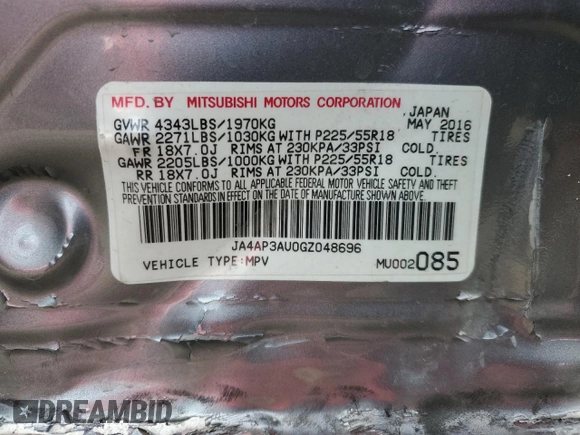 MFD. BY MITSUBISHI MOTORS CORPORATION
JAPAN
GVWR 4343LBS/1970KG MAY 2016
GAWR 2271LBS/1030KG WITH P225/55R18 TIRES
FR 18X7.0J RIMS AT 230KPA/33PSI COLD.
GAWR 2205LBS/1000KG WITH P225/55R18 TIRES
RR 18X7.0J RIMS AT 230KPA/33PSI COLD.
THIS VEHICLE CONFORMS TO ALL APPLICABLE FEDERAL MOTOR VEHICLE SAFETY AND THEFT
PREVENTION STANDARDS IN EFFECT ON THE DATE OF MANUFACTURE SHOWN ABOVE.
JA4AP3AU0GZ048696
VEHICLE TYPE:MPV MU002085
DREAMBID